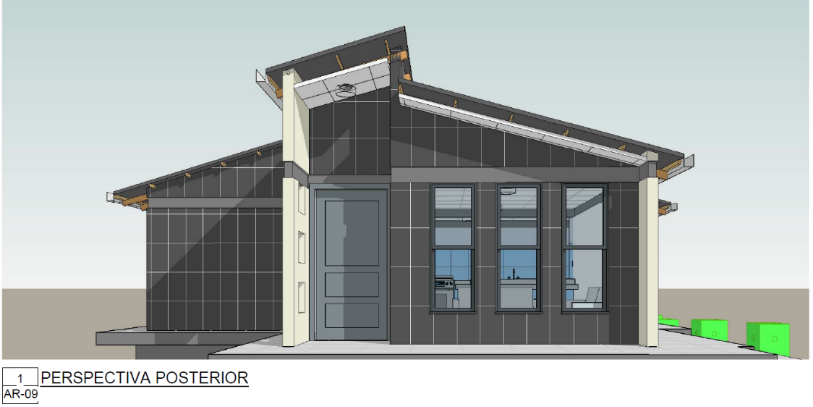 1 PERSPECTIVA POSTERIOR
AR-09